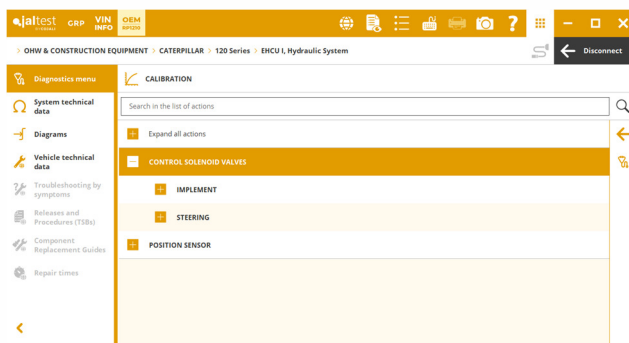 altest
GRP
VIN
INFO
OEM
> OHW & CONSTRUCTION EQUIPMENT > CATERPILLAR > 120 Series > EHCU I, Hydraulic System
Disconnect
Diagnostics menu
CALIBRATION
System technical
data
Search in the list of actions
Diagrams
Expand all actions
Vehicle technical
data
CONTROL SOLENOID VALVES
Troubleshooting by
symptoms
IMPLEMENT
Releases and
Procedures (TSBs)
STEERING
Component
Replacement Guides
POSITION SENSOR
Repair times